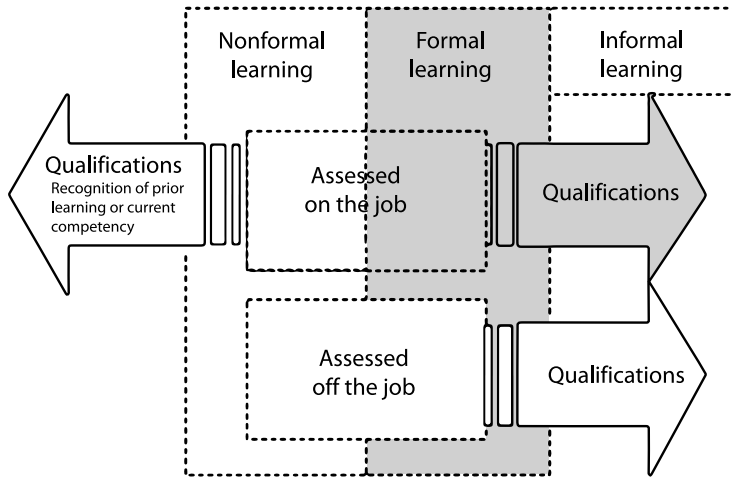 Nonformal
learning
Formal
learning
Informal
learning
Qualifications
Recognition of prior
learning or current
competency
Assessed
on the job
Qualifications
Assessed
off the job
Qualifications